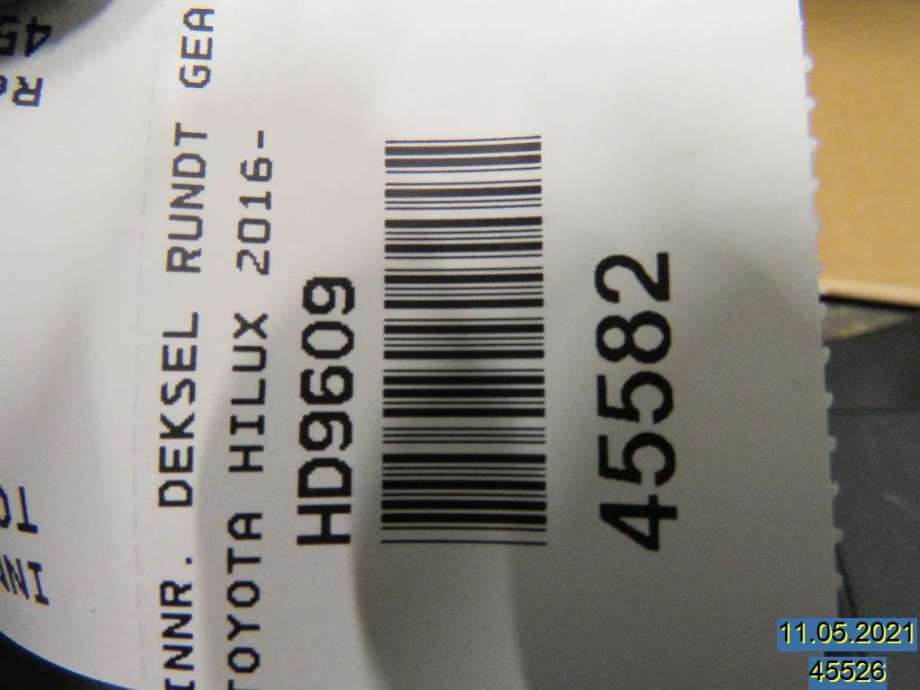 INNR. DEKSEL RUNDT GEA
TOYOTA HILUX 2016-
HD9609
45582
11.05.2021
45526